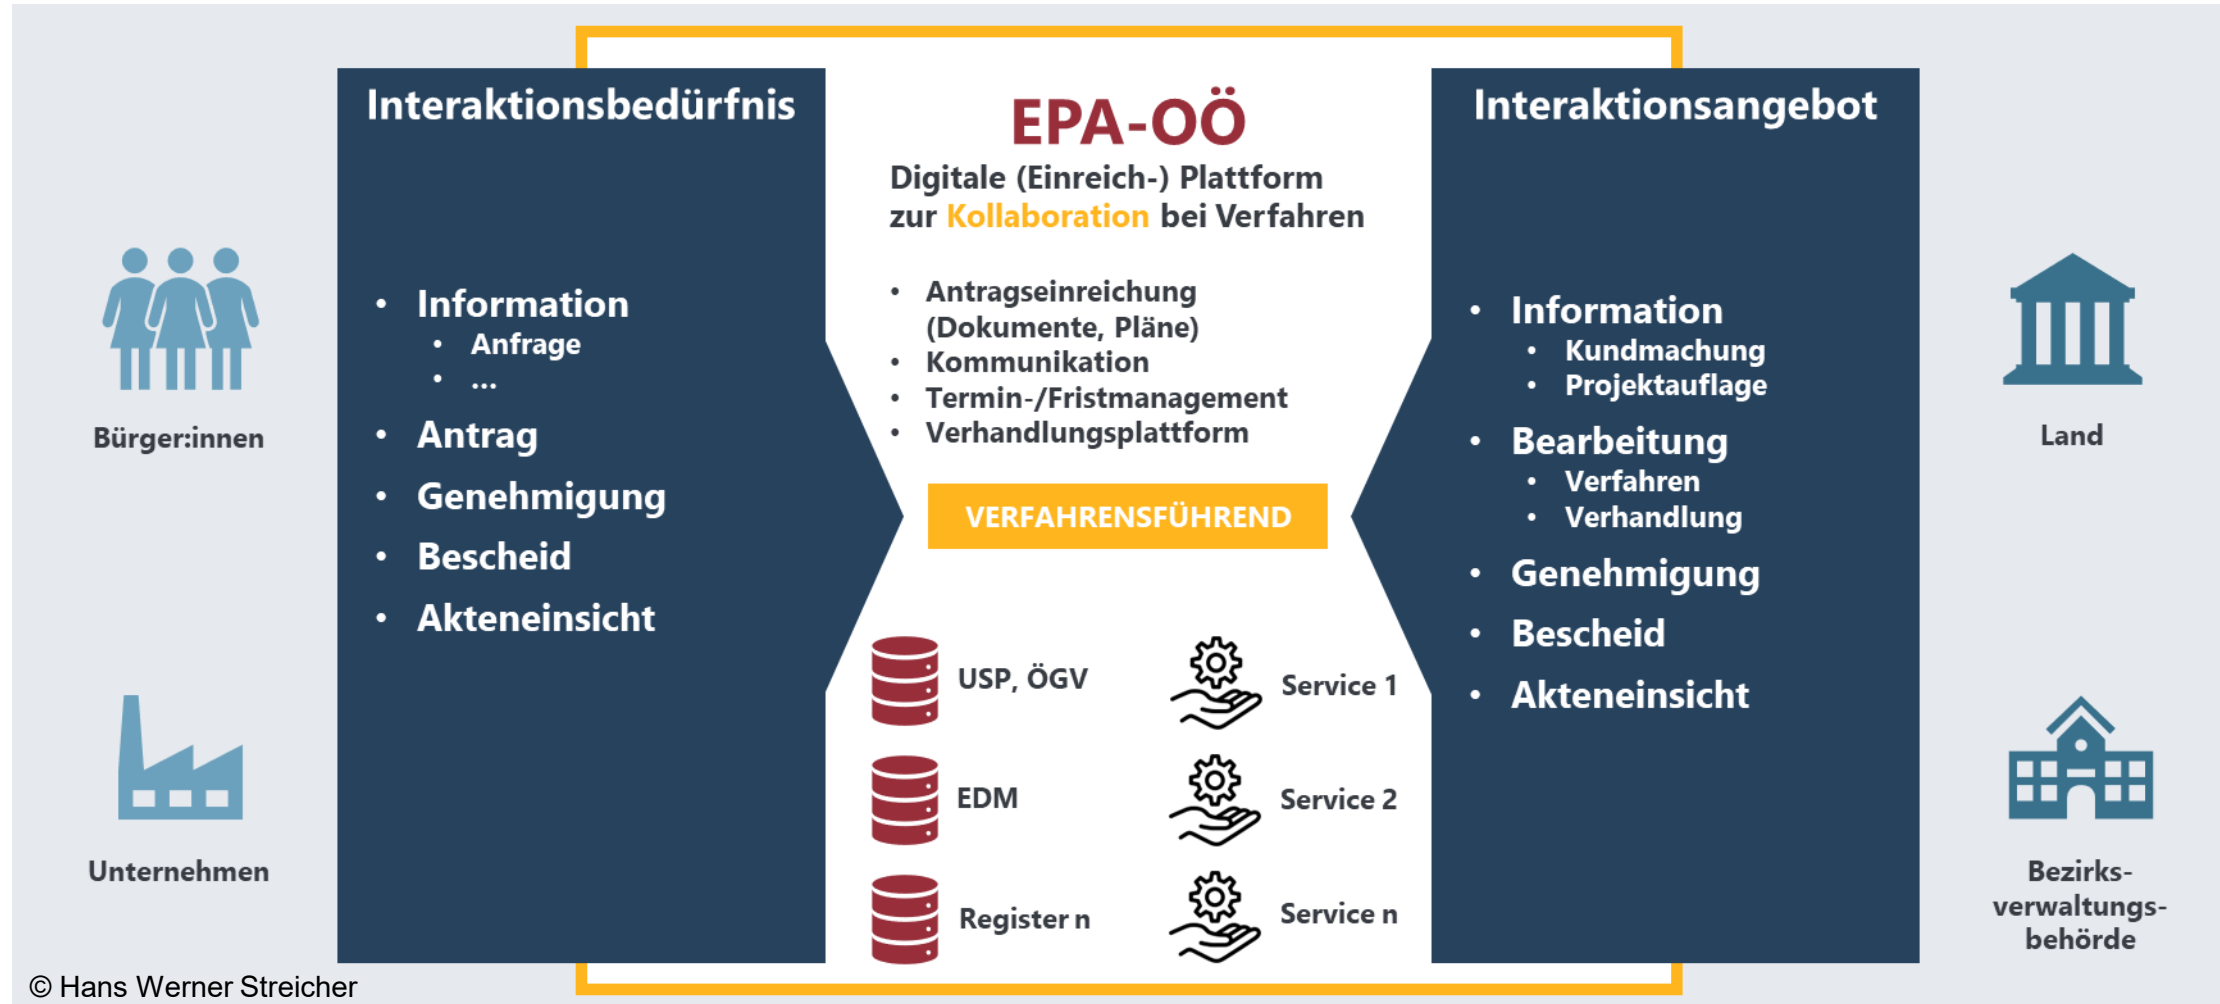 Bürger:innen
Unternehmen
Interaktionsbedürfnis
• Information
• Anfrage
• ...
• Antrag
• Genehmigung
• Bescheid
• Akteneinsicht
EPA-OÖ
Digitale (Einreich-) Plattform
zur Kollaboration bei Verfahren
• Antragseinreichung
(Dokumente, Pläne)
• Kommunikation
• Termin-/Fristmanagement
• Verhandlungsplattform
VERFAHRENSFÜHREND
USP, ÖGV
Service 1
EDM
Service 2
Register n
Service n
Interaktionsangebot
• Information
• Kundmachung
• Projektauflage
• Bearbeitung
• Verfahren
• Verhandlung
• Genehmigung
• Bescheid
• Akteneinsicht
Land
Bezirks-
verwaltungs-
behörde
© Hans Werner Streicher